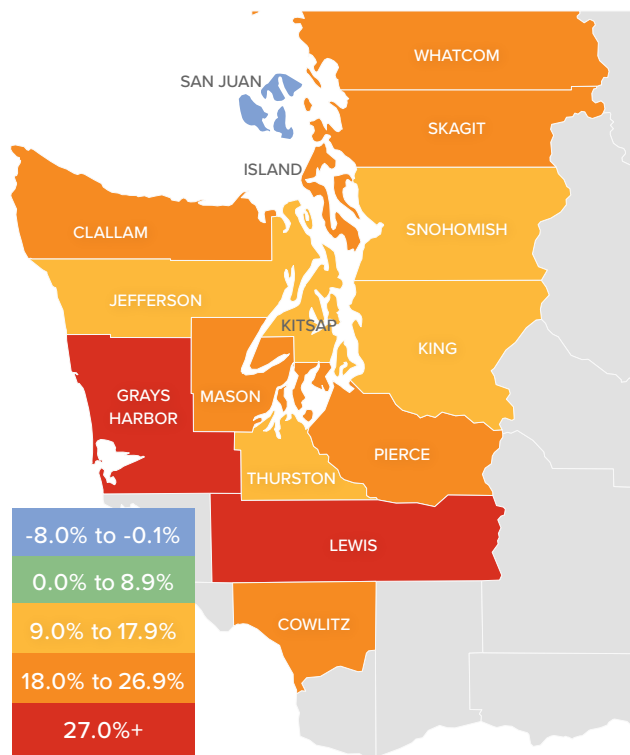 WHATCOM
SAN JUAN
SKAGIT
ISLAND
CLALLAM
SNOHOMISH
JEFFERSON
KITSAP
KING
GRAYS
HARBOR
MASON
PIERCE
THURSTON
LEWIS
COWLITZ
-8.0% to -0.1%
0.0% to 8.9%
9.0% to 17.9%
18.0% to 26.9%
27.0%+